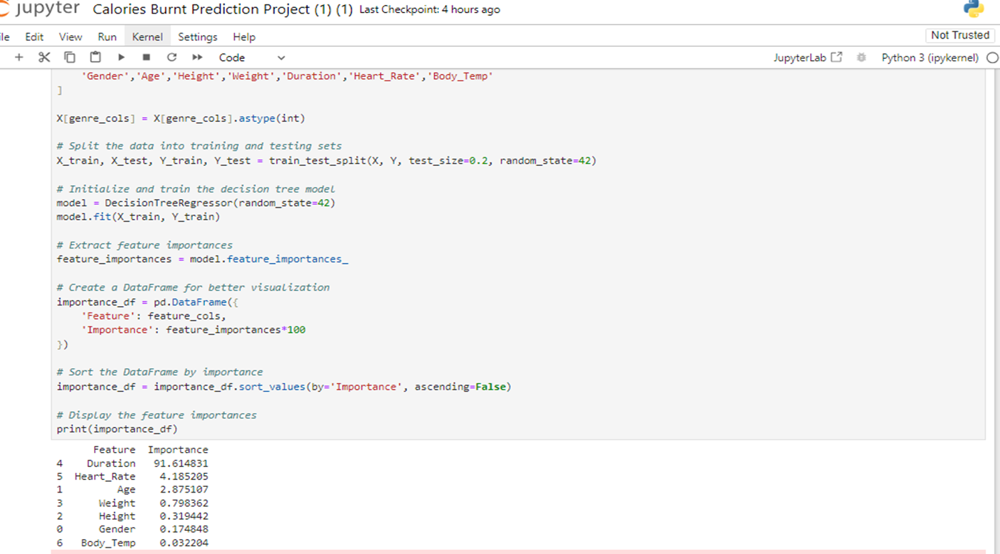 jupyter Calories Burnt Prediction Project (1) (1) Last Checkpoint: 4 hours ago
ile Edit View Run Kernel Settings Help Not Trusted
Code JupyterLab Python 3 (ipykernel)
'Gender','Age','Height','Weight','Duration','Heart_Rate','Body_Temp'
]
X[genre_cols] = X[genre_cols].astype(int)
# Split the data into training and testing sets
X_train, X_test, Y_train, Y_test = train_test_split(X, Y, test_size=0.2, random_state=42)
# Initialize and train the decision tree model
model = DecisionTreeRegressor(random_state=42)
model.fit(X_train, Y_train)
# Extract feature importances
feature_importances = model.feature_importances_
# Create a DataFrame for better visualization
importance_df = pd.DataFrame({
'Feature': feature_cols,
'Importance': feature_importances*100
})
# Sort the DataFrame by importance
importance_df = importance_df.sort_values(by='Importance', ascending=False)
# Display the feature importances
print(importance_df)
Feature Importance
4 Duration 91.614831
5 Heart_Rate 4.185205
1 Age 2.875107
3 Weight 0.798362
2 Height 0.319442
0 Gender 0.174848
6 Body_Temp 0.032204